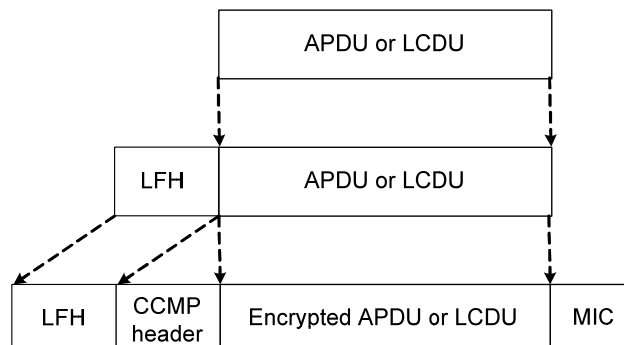 APDU or LCDU
LFH
APDU or LCDU
LFH
CCMP
header
Encrypted APDU or LCDU
MIC